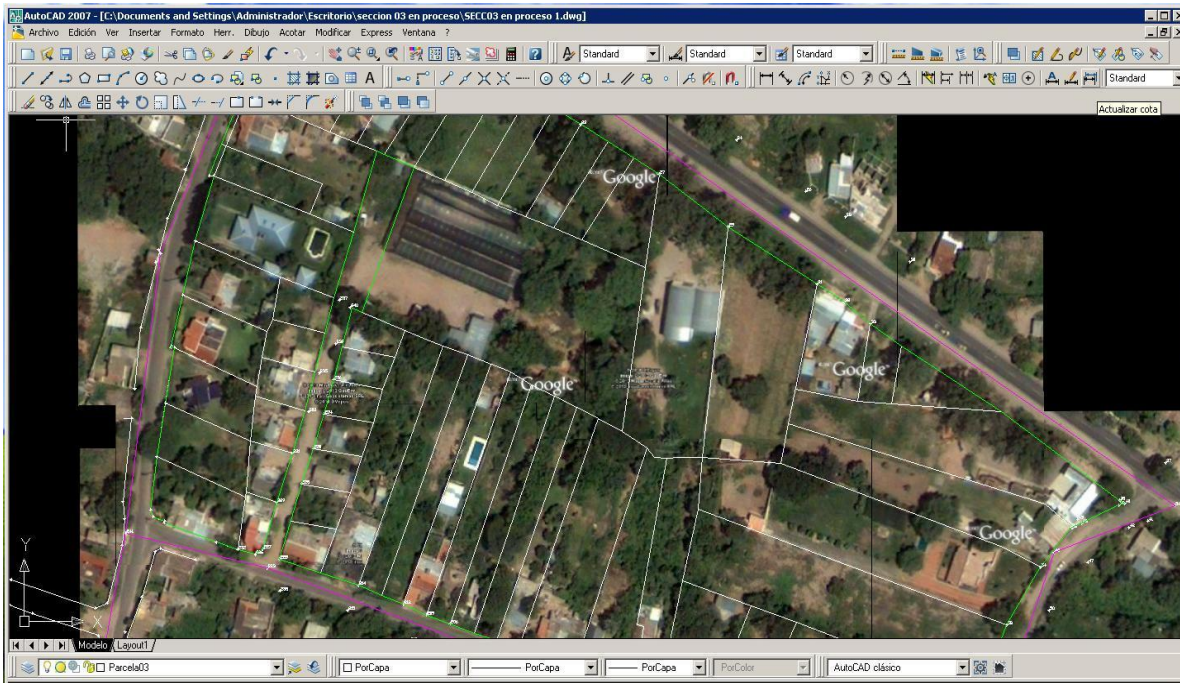 AutoCAD 2007 - [C:\Documents and Settings\Administrador\Escritorio\seccion 03 en proceso\SECC03 en proceso 1.dwg]
Archivo Edición Ver Insertar Formato Herr. Dibujo Acotar Modificar Express Ventana ?
Standard Standard Standard
Standard
Actualizar cota
Google
Google
Google
Google
Y
X
Modelo Layout1
Parcela03 PorCapa PorCapa PorCapa PorColor AutoCAD clásico